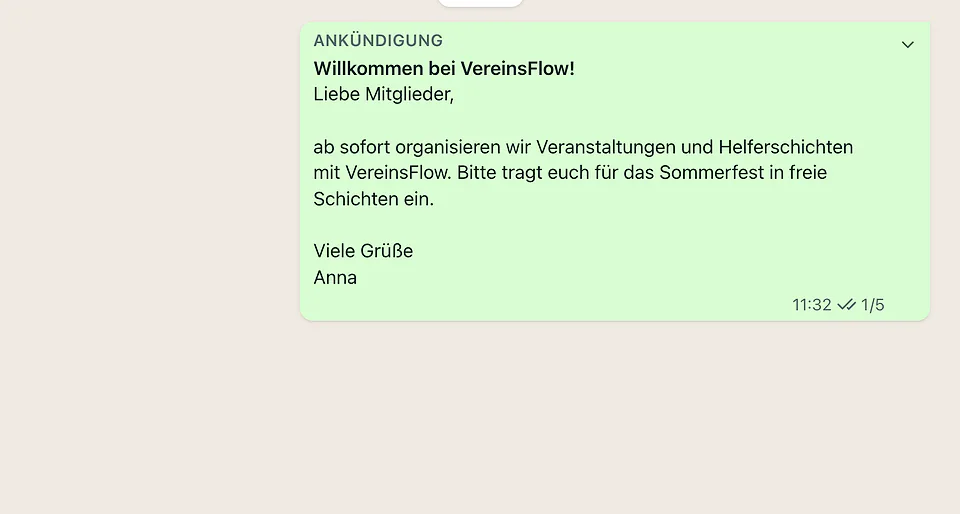 ANKÜNDIGUNG
Willkommen bei VereinsFlow!
Liebe Mitglieder,
ab sofort organisieren wir Veranstaltungen und Helferschichten
mit VereinsFlow. Bitte tragt euch für das Sommerfest in freie
Schichten ein.
Viele Grüße
Anna
11:32 1/5